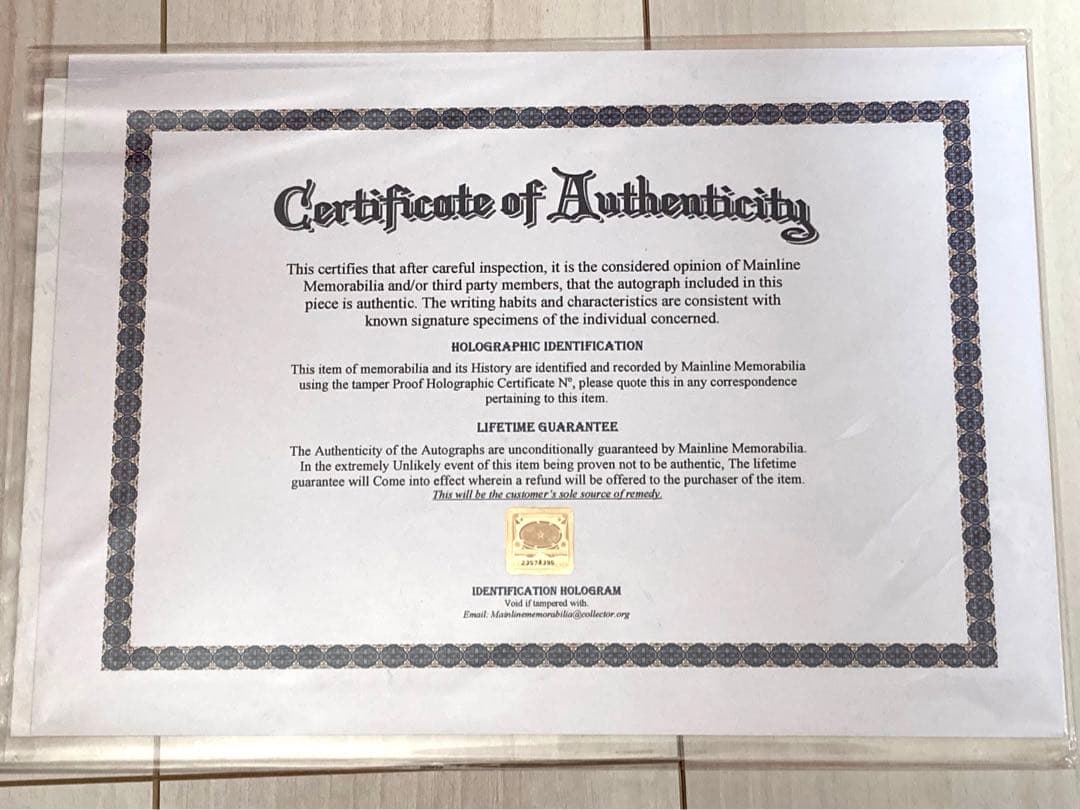 Certificate of Authenticity
This certifies that after careful inspection, it is the considered opinion of Mainline
Memorabilia and/or third party members, that the autograph included in this
piece is authentic. The writing habits and characteristics are consistent with
known signature specimens of the individual concerned.
HOLOGRAPHIC IDENTIFICATION
This item of memorabilia and its History are identified and recorded by Mainline Memorabilia
using the tamper Proof Holographic Certificate Nº, please quote this in any correspondence
pertaining to this item.
LIFETIME GUARANTEE
The Authenticity of the Autographs are unconditionally guaranteed by Mainline Memorabilia.
In the extremely Unlikely event of this item being proven not to be authentic, The lifetime
guarantee will Come into effect wherein a refund will be offered to the purchaser of the item.
This will be the customer's sole source of remedy.
IDENTIFICATION HOLOGRAM
Void if tampered with.
Email: Mainlinememorabilia@collector.org